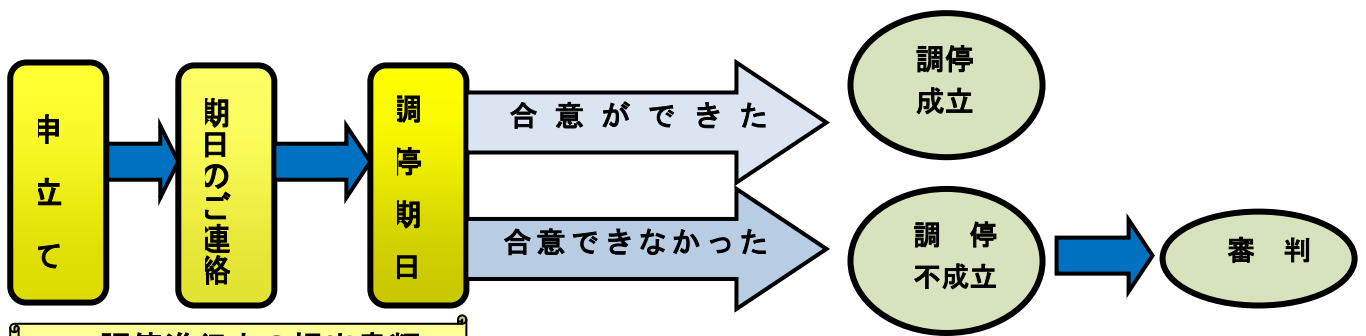 申立て
期日のご連絡
調停期日
合意ができた
合意できなかった
調停
成立
調　停
不成立
審　判